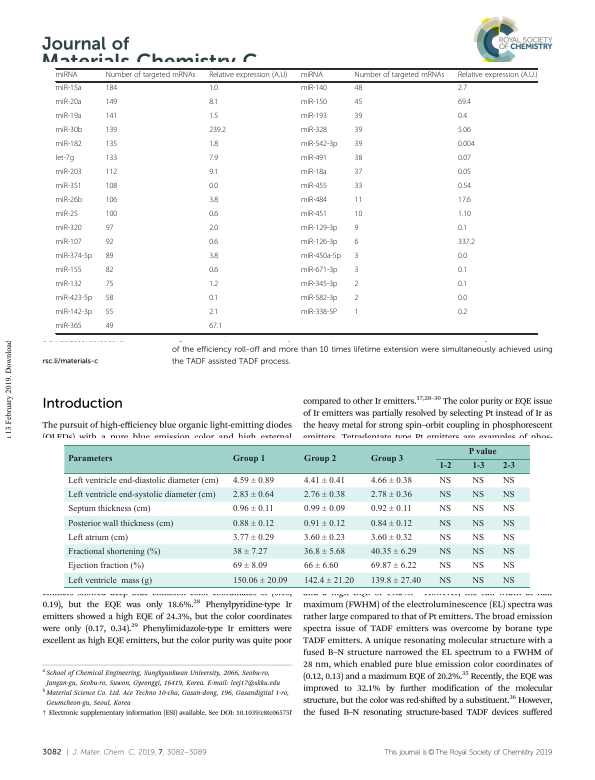 Journal of
Materials Chemistry C
ROYAL SOCIETY
OF CHEMISTRY
miRNA Number of targeted mRNAs Relative expression (A.U) miRNA Number of targeted mRNAs Relative expression (A.U.)
miR-15a 184 1.0 miR-140 48 2.7
miR-20a 149 8.1 miR-150 45 69.4
miR-19a 141 1.5 miR-193 39 0.4
miR-30b 139 239.2 miR-328 39 5.06
miR-182 135 1.8 miR-542-3p 39 0.004
let-7g 133 7.9 miR-491 38 0.07
miR-203 112 9.1 miR-18a 37 0.05
miR-351 108 0.0 miR-455 33 0.54
miR-26b 106 3.8 miR-484 11 17.6
miR-25 100 0.6 miR-451 10 1.10
miR-320 97 2.0 miR-129-3p 9 0.1
miR-107 92 0.6 miR-126-3p 6 337.2
miR-374-5p 89 3.8 miR-450a-5p 3 0.0
miR-155 82 0.6 miR-671-3p 3 0.1
miR-132 75 1.2 miR-345-3p 2 0.1
miR-423-5p 58 0.1 miR-582-3p 2 0.0
miR-142-3p 55 2.1 miR-338-5P 1 0.2
miR-365 49 67.1
13 February 2019. Download
of the efficiency roll-off and more than 10 times lifetime extension were simultaneously achieved using
rsc.li/materials-c
the TADF assisted TADF process.
Introduction
The pursuit of high-efficiency blue organic light-emitting diodes
(OLEDs) with a pure blue emission color and high external
compared to other Ir emitters.17,28–30 The color purity or EQE issue
of Ir emitters was partially resolved by selecting Pt instead of Ir as
the heavy metal for strong spin–orbit coupling in phosphorescent
emitters. Tetradentate type Pt emitters are examples of phos-
Parameters Group 1 Group 2 Group 3 P value
1-2 1-3 2-3
Left ventricle end-diastolic diameter (cm) 4.59 ± 0.89 4.41 ± 0.41 4.66 ± 0.38 NS NS NS
Left ventricle end-systolic diameter (cm) 2.83 ± 0.64 2.76 ± 0.38 2.78 ± 0.36 NS NS NS
Septum thickness (cm) 0.96 ± 0.11 0.99 ± 0.09 0.92 ± 0.11 NS NS NS
Posterior wall thickness (cm) 0.88 ± 0.12 0.91 ± 0.12 0.84 ± 0.12 NS NS NS
Left atrium (cm) 3.77 ± 0.29 3.60 ± 0.23 3.60 ± 0.32 NS NS NS
Fractional shortening (%) 38 ± 7.27 36.8 ± 5.68 40.35 ± 6.29 NS NS NS
Ejection fraction (%) 69 ± 8.09 66 ± 6.60 69.87 ± 6.22 NS NS NS
Left ventricle mass (g) 150.06 ± 20.09 142.4 ± 21.20 139.8 ± 27.40 NS NS NS
emitters showed deep blue emission color coordinates of
0.19), but the EQE was only 18.6%.28 Phenylpyridine-type Ir
emitters showed a high EQE of 24.3%, but the color coordinates
were only (0.17, 0.34).29 Phenylimidazole-type Ir emitters were
excellent as high EQE emitters, but the color purity was quite poor
maximum (FWHM) of the electroluminescence (EL) spectra was
rather large compared to that of Pt emitters. The broad emission
spectra issue of TADF emitters was overcome by borane type
TADF emitters. A unique resonating molecular structure with a
fused B–N structure narrowed the EL spectrum to a FWHM of
28 nm, which enabled pure blue emission color coordinates of
(0.12, 0.13) and a maximum EQE of 20.2%.35 Recently, the EQE was
improved to 32.1% by further modification of the molecular
structure, but the color was red-shifted by a substituent.36 However,
the fused B–N resonating structure-based TADF devices suffered
a School of Chemical Engineering, Sungkyunkwan University, 2066, Seobu-ro,
Jangan-gu, Suwon, Gyeonggi, 16419, Korea. E-mail: leej17@skku.edu
b Material Science Co. Ltd. Ace Techno 10-cha, Gasan-dong, 196, Gasandigital 1-ro,
Geumcheon-gu, Seoul, Korea
† Electronic supplementary information (ESI) available. See DOI: 10.1039/c8tc06575f
3082 | J. Mater. Chem. C, 2019, 7, 3082–3089
This journal is © The Royal Society of Chemistry 2019